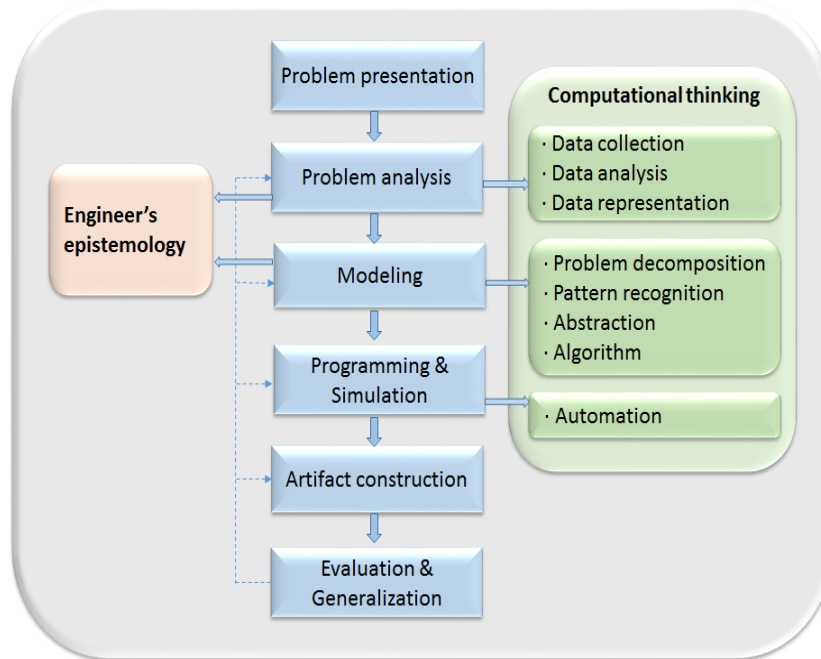 Problem presentation
Computational thinking
Problem analysis
· Data collection
· Data analysis
· Data representation
Engineer's
epistemology
Modeling
· Problem decomposition
· Pattern recognition
· Abstraction
· Algorithm
Programming &
Simulation
· Automation
Artifact construction
Evaluation &
Generalization